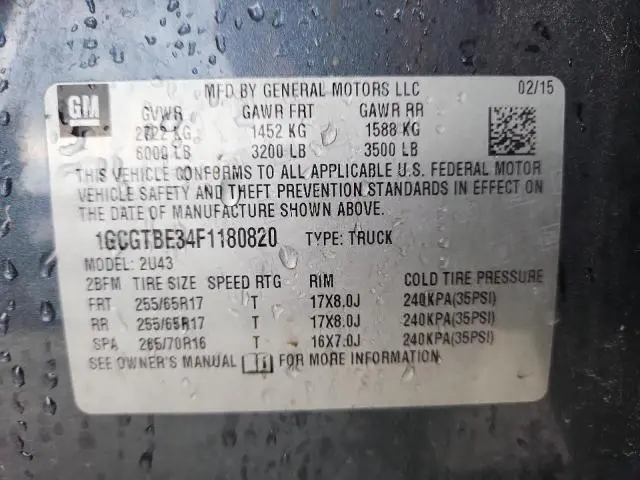 GM
MFD BY GENERAL MOTORS LLC 02/15
GVWR GAWR FRT GAWR RR
2722 KG 1452 KG 1588 KG
6000 LB 3200 LB 3500 LB
THIS VEHICLE CONFORMS TO ALL APPLICABLE U.S. FEDERAL MOTOR
VEHICLE SAFETY AND THEFT PREVENTION STANDARDS IN EFFECT ON
THE DATE OF MANUFACTURE SHOWN ABOVE.
1GCGTBE34F1180820 TYPE: TRUCK
MODEL: 2U43
2BFM TIRE SIZE SPEED RTG RIM COLD TIRE PRESSURE
FRT 255/65R17 T 17X8.0J 240KPA(35PSI)
RR 255/65R17 T 17X8.0J 240KPA(35PSI)
SPA 265/70R16 T 16X7.0J 240KPA(35PSI)
SEE OWNER'S MANUAL FOR MORE INFORMATION